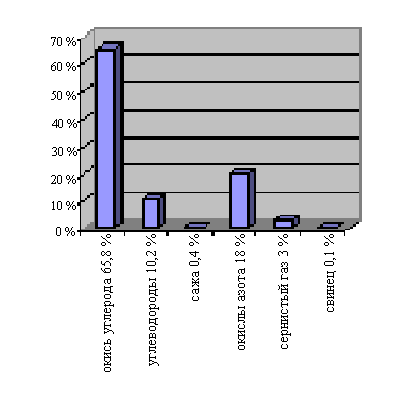 70 %
60 %
50 %
40 %
30 %
20 %
10 %
0 %
окись углерода 65,8 %
углеводороды 10,2 %
сажа 0,4 %
окислы азота 18 %
сернистый газ 3 %
свинец 0,1 %